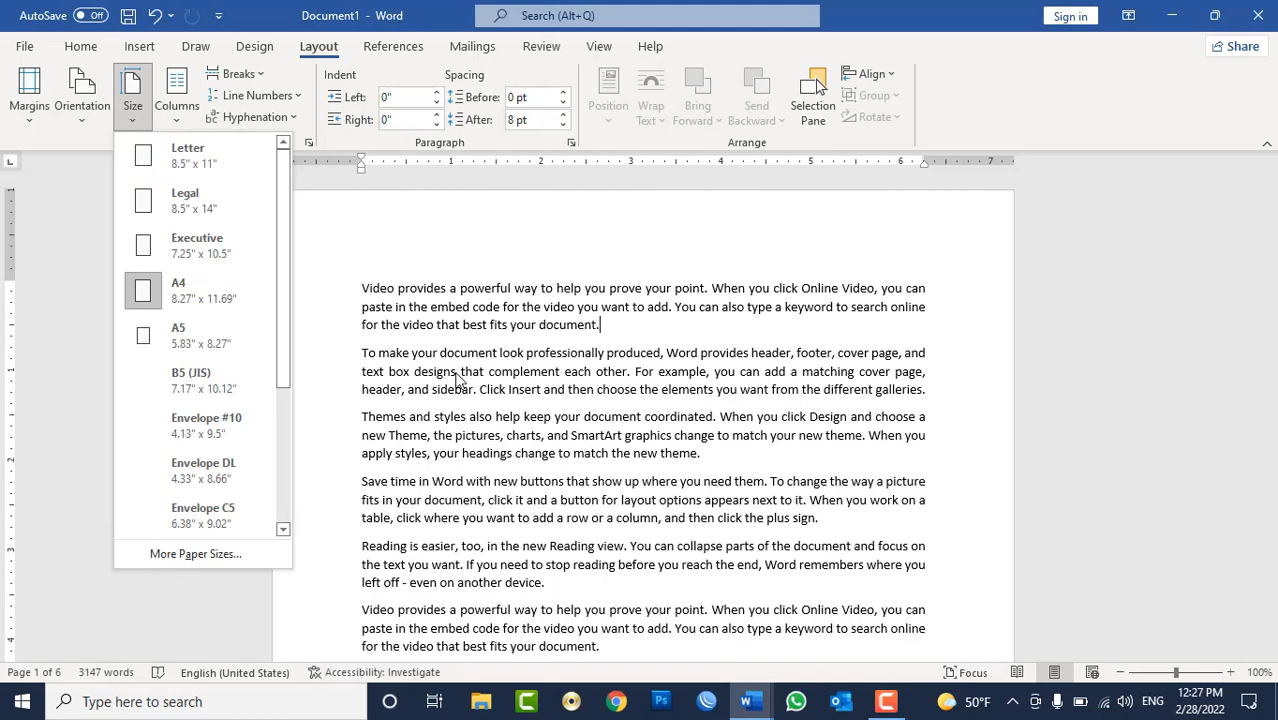 AutoSave Off
Document1 - Word
Search (Alt+Q)
Sign in
File Home Insert Draw Design Layout References Mailings Review View Help
Share
Margins
Orientation
Size
Columns
Breaks
Line Numbers
Hyphenation
Indent
Left: 0"
Right: 0"
Spacing
Before: 0 pt
After: 8 pt
Paragraph
Position
Wrap
Text
Bring
Forward
Send
Backward
Selection
Pane
Align
Group
Rotate
Arrange
Letter
8.5" x 11"
Legal
8.5" x 14"
Executive
7.25" x 10.5"
A4
8.27" x 11.69"
A5
5.83" x 8.27"
B5 (JIS)
7.17" x 10.12"
Envelope #10
4.13" x 9.5"
Envelope DL
4.33" x 8.66"
Envelope C5
6.38" x 9.02"
More Paper Sizes...
1 2 3 4 5 6 7
1
2
3
4
Video provides a powerful way to help you prove your point. When you click Online Video, you can
paste in the embed code for the video you want to add. You can also type a keyword to search online
for the video that best fits your document.
To make your document look professionally produced, Word provides header, footer, cover page, and
text box designs that complement each other. For example, you can add a matching cover page,
header, and sidebar. Click Insert and then choose the elements you want from the different galleries.
Themes and styles also help keep your document coordinated. When you click Design and choose a
new Theme, the pictures, charts, and SmartArt graphics change to match your new theme. When you
apply styles, your headings change to match the new theme.
Save time in Word with new buttons that show up where you need them. To change the way a picture
fits in your document, click it and a button for layout options appears next to it. When you work on a
table, click where you want to add a row or a column, and then click the plus sign.
Reading is easier, too, in the new Reading view. You can collapse parts of the document and focus on
the text you want. If you need to stop reading before you reach the end, Word remembers where you
left off - even on another device.
Video provides a powerful way to help you prove your point. When you click Online Video, you can
paste in the embed code for the video you want to add. You can also type a keyword to search online
for the video that best fits your document.
Page 1 of 6 3147 words English (United States) Accessibility: Investigate Focus 100%
Type here to search
50°F
ENG
12:27 PM
2/28/2022